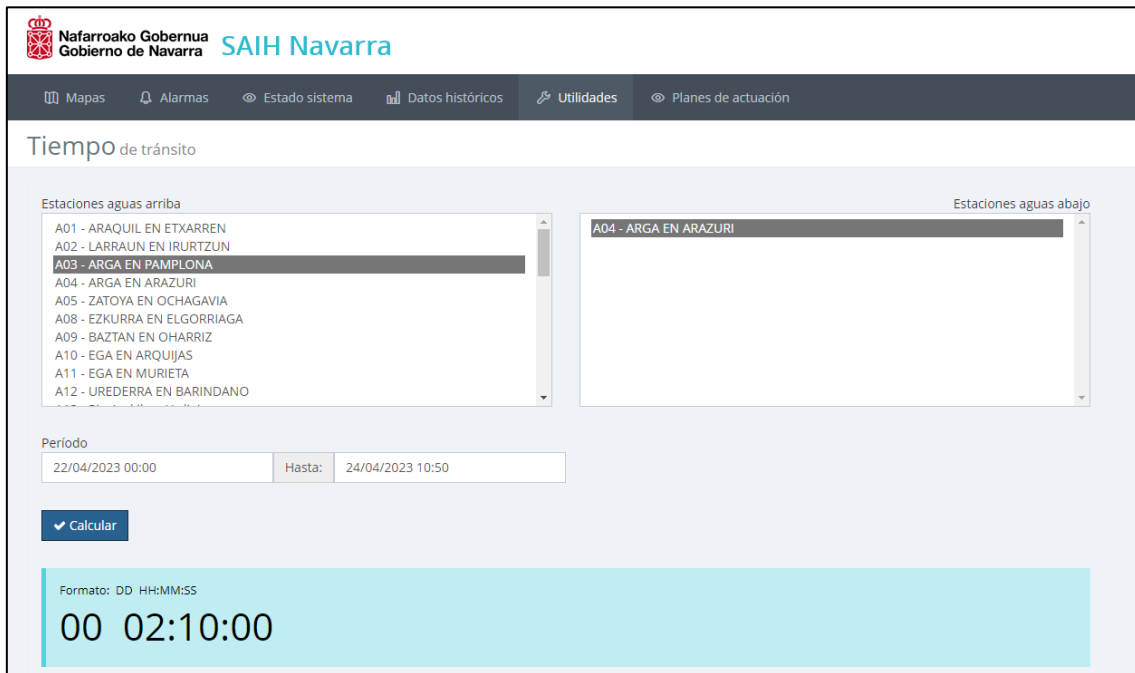 Nafarroako Gobernua
Gobierno de Navarra
SAIH Navarra
Mapas Alarmas Estado sistema Datos históricos Utilidades Planes de actuación
Tiempo de tránsito
Estaciones aguas arriba
Estaciones aguas abajo
A01 - ARAQUIL EN ETXARREN
A02 - LARRAUN EN IRURTZUN
A03 - ARGA EN PAMPLONA
A04 - ARGA EN ARAZURI
A05 - ZATOYA EN OCHAGAVIA
A08 - EZKURRA EN ELGORRIAGA
A09 - BAZTAN EN OHARRIZ
A10 - EGA EN ARQUIJAS
A11 - EGA EN MURIETA
A12 - UREDERRA EN BARINDANO
A04 - ARGA EN ARAZURI
Período
22/04/2023 00:00 Hasta: 24/04/2023 10:50
Calcular
Formato: DD HH:MM:SS
00 02:10:00